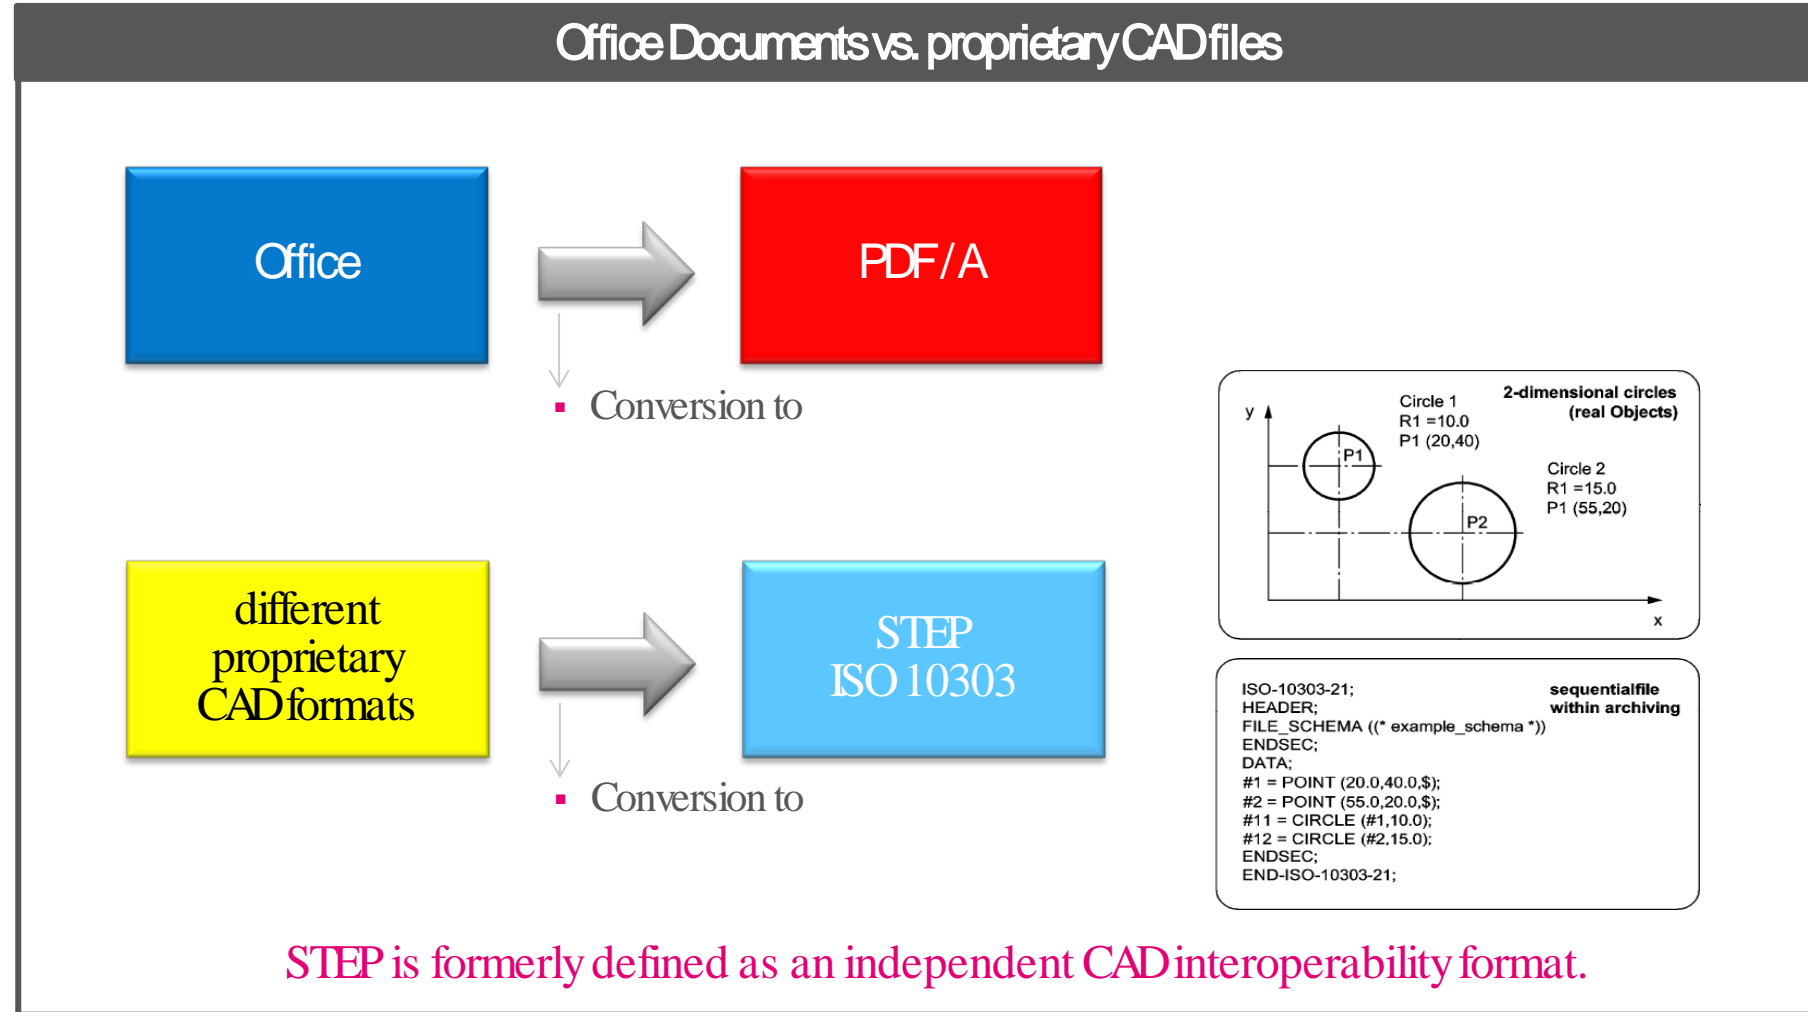 Office Documents vs. proprietary CAD files
Office
PDF/A
Conversion to
different
proprietary
CAD formats
STEP
ISO 10303
Conversion to
2-dimensional circles
(real Objects)
Circle 1
R1 =10.0
P1 (20,40)
y
P1
Circle 2
R1 =15.0
P1 (55,20)
P2
x
sequentialfile
within archiving
ISO-10303-21;
HEADER;
FILE_SCHEMA ((* example_schema *))
ENDSEC;
DATA;
#1 = POINT (20.0,40.0,$);
#2 = POINT (55.0,20.0,$);
#11 = CIRCLE (#1,10.0);
#12 = CIRCLE (#2,15.0);
ENDSEC;
END-ISO-10303-21;
STEP is formerly defined as an independent CAD interoperability format.